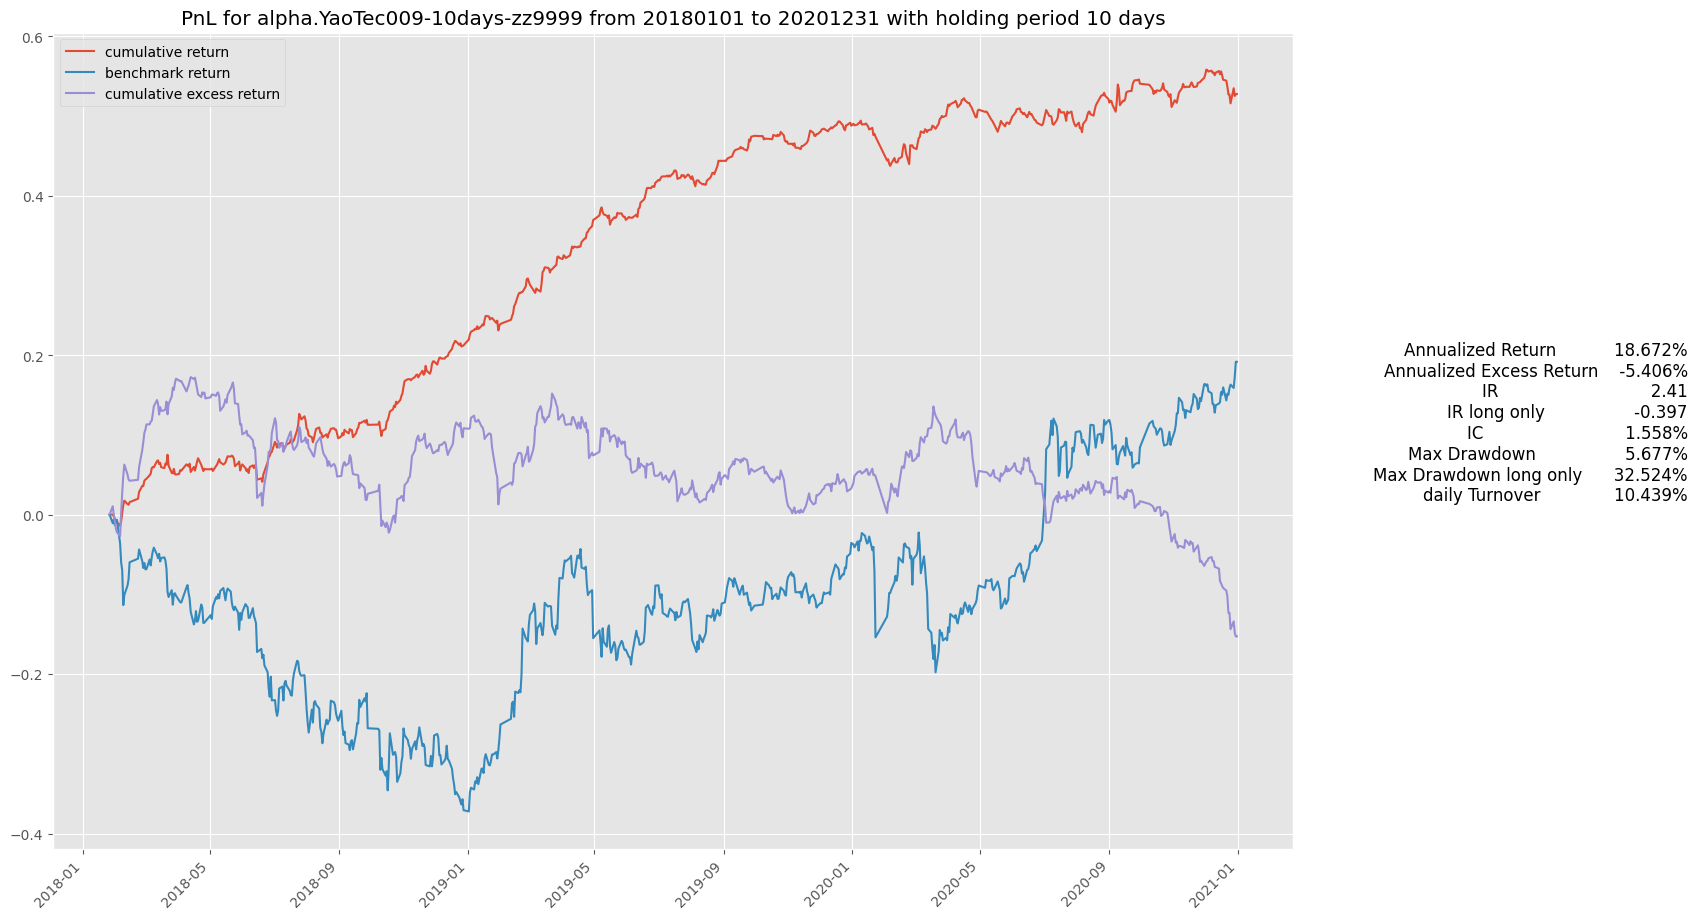 PnL for alpha.YaoTec009-10days-zz9999 from 20180101 to 20201231 with holding period 10 days
cumulative return
benchmark return
cumulative excess return
0.6
0.4
0.2
0.0
−0.2
−0.4
2018-01
2018-05
2018-09
2019-01
2019-05
2019-09
2020-01
2020-05
2020-09
2021-01
Annualized Return 18.672%
Annualized Excess Return -5.406%
IR 2.41
IR long only -0.397
IC 1.558%
Max Drawdown 5.677%
Max Drawdown long only 32.524%
daily Turnover 10.439%